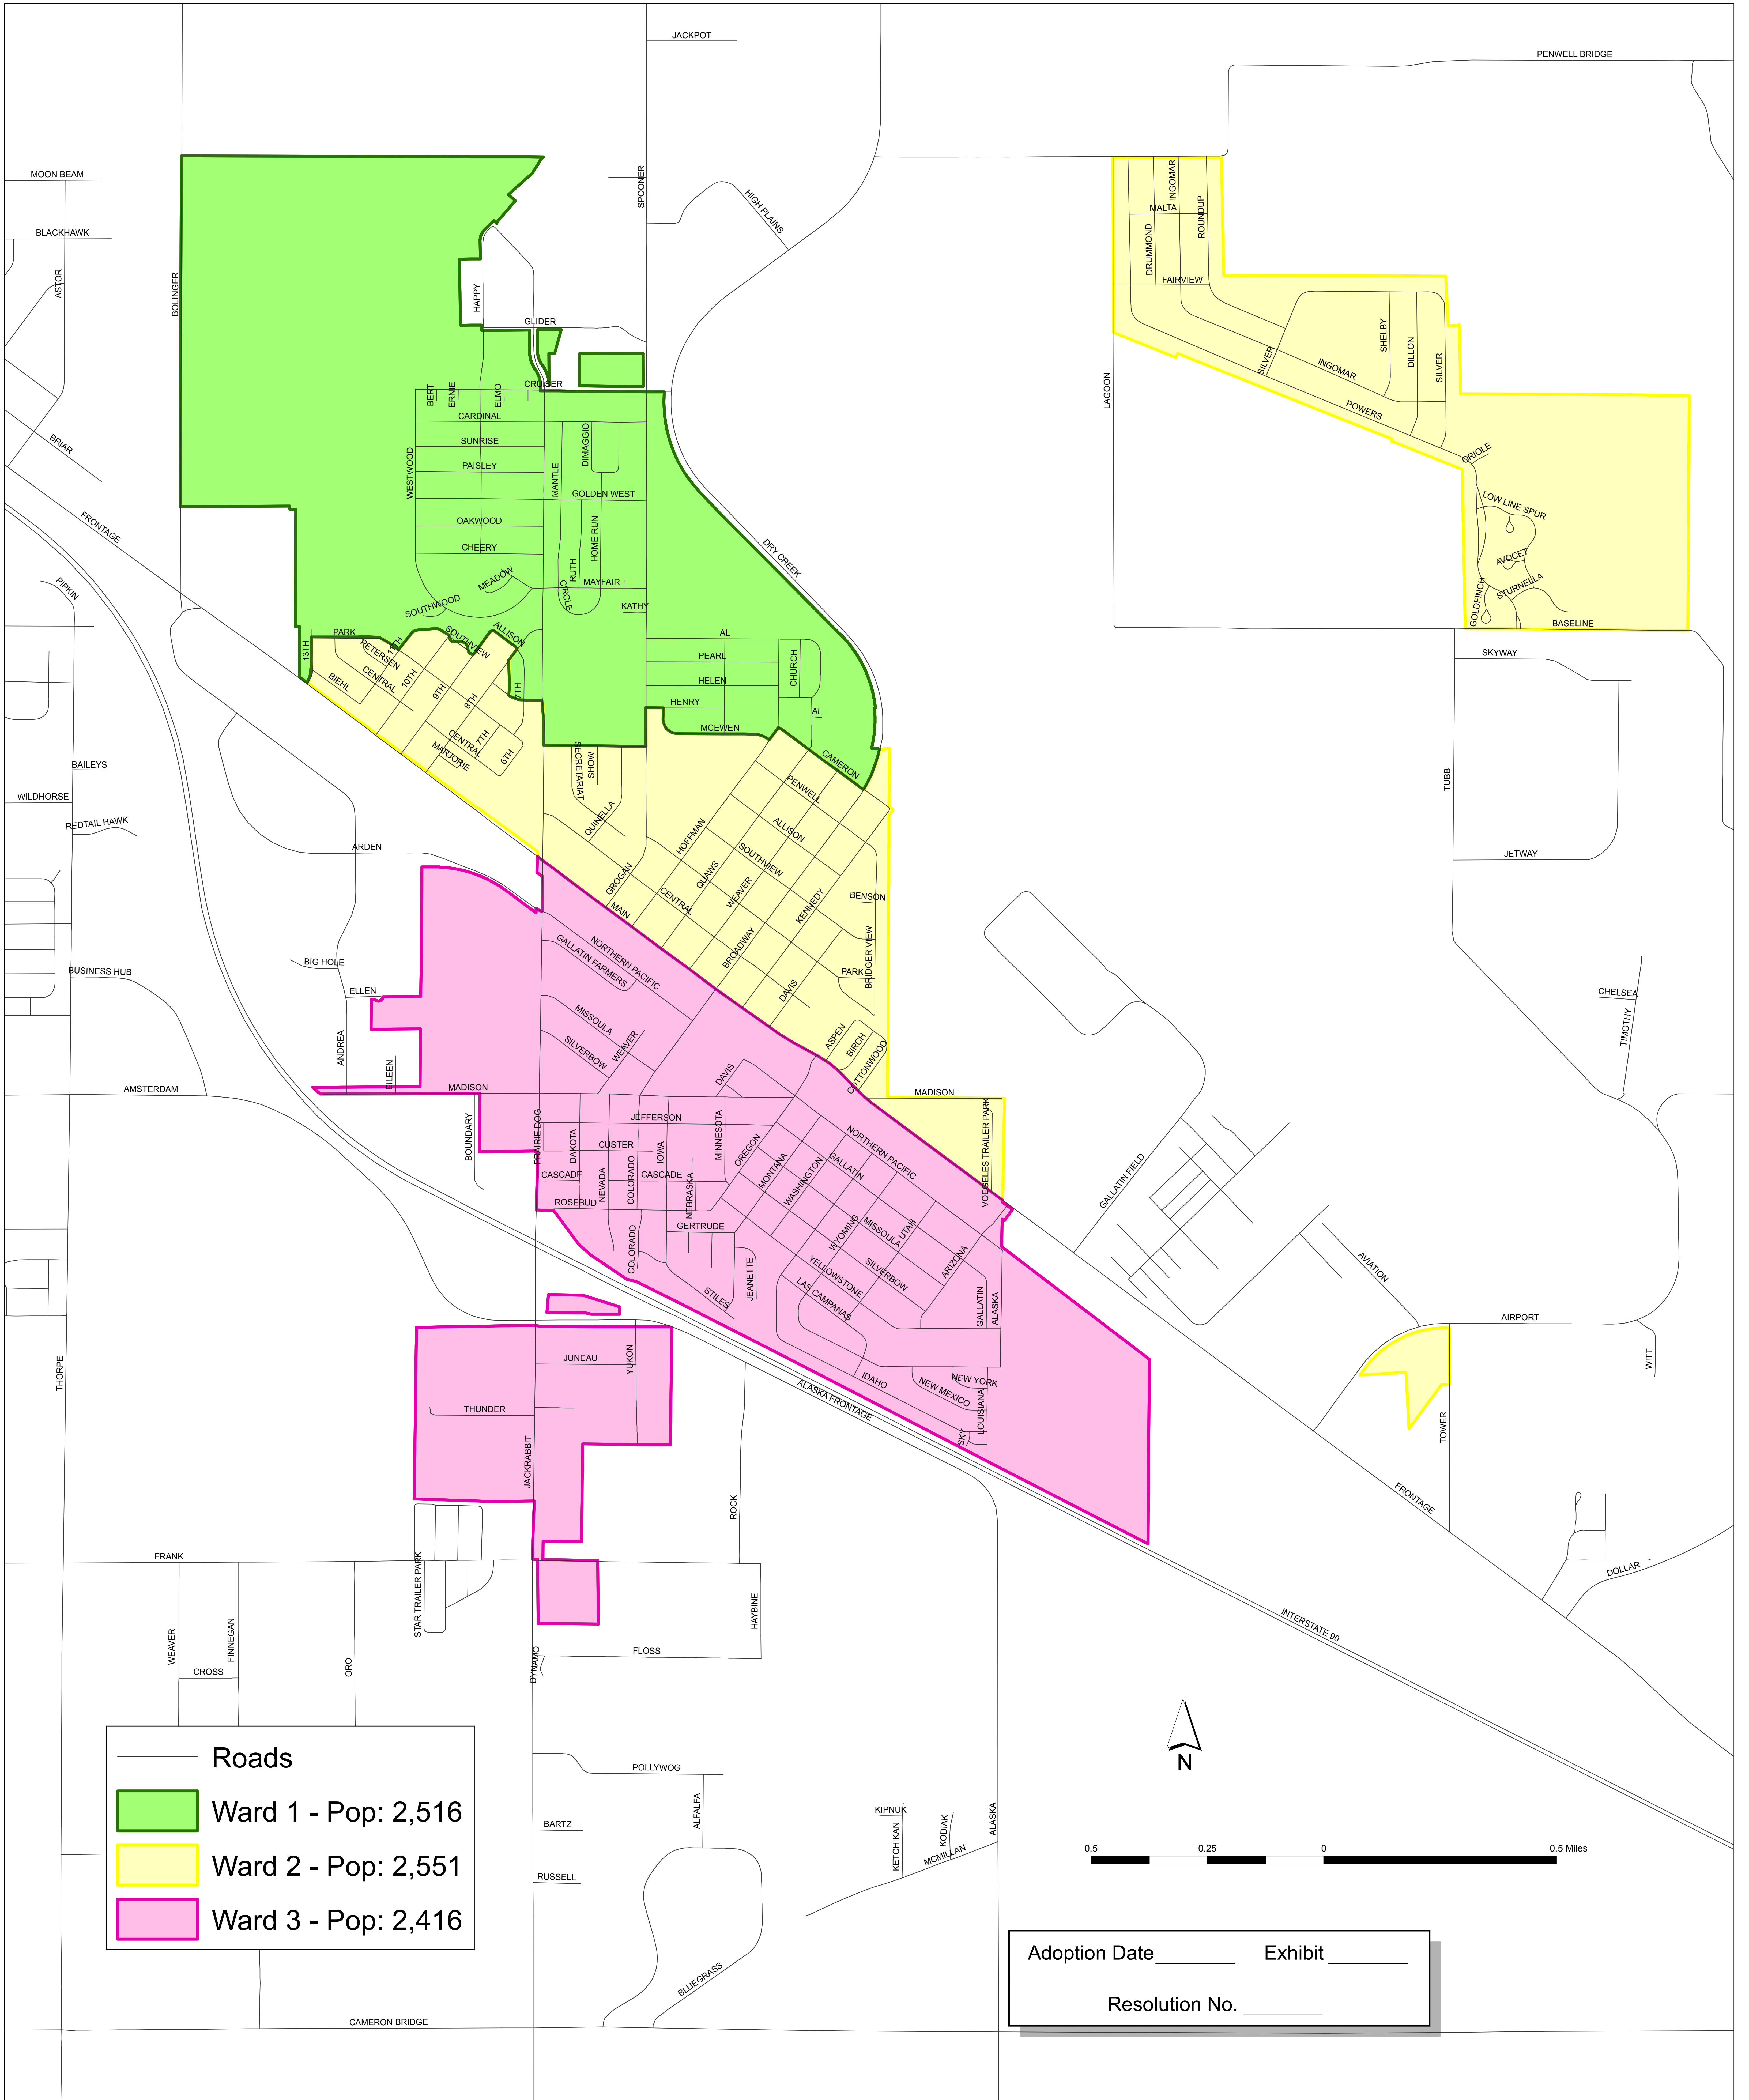 JACKPOT
PENWELL BRIDGE
MOON BEAM
SPOONER
INGOMAR
HIGH PLAINS
MALTA
ROUNDUP
BLACKHAWK
DRUMMOND
ASTOR
BOLINGER
HAPPY
FAIRVIEW
GLIDER
SHELBY
DILLON
SILVER
SILVER
INGOMAR
LAGOON
POWERS
BERT
ERNIE
ELMO
CRUISER
CARDINAL
DIMAGGIO
BRIAR
SUNRISE
WESTWOOD
PAISLEY
MANTLE
ORIOLE
GOLDEN WEST
LOW LINE SPUR
FRONTAGE
OAKWOOD
HOME RUN
CHEERY
DRY CREEK
AVOCET
RUTH
MEADOW
MAYFAIR
PIPKIN
CIRCLE
STURNELLA
GOLDFINCH
SOUTHWOOD
KATHY
BASELINE
PARK
SOUTHVIEW
ALLISON
AL
13TH
PETERSEN
PEARL
CHURCH
SKYWAY
CENTRAL
10TH
HELEN
BIEHL
9TH
8TH
7TH
HENRY
AL
MCEWEN
CENTRAL
7TH
MARJORIE
6TH
SECRETARIAT
SHOW
CAMERON
BAILEYS
PENWELL
TUBB
WILDHORSE
REDTAIL HAWK
QUINELLA
HOFFMAN
ALLISON
ARDEN
SOUTHVIEW
JETWAY
GROGAN
QUAWS
CENTRAL
WEAVER
KENNEDY
BENSON
MAIN
NORTHERN PACIFIC
GALLATIN FARMERS
BROADWAY
BRIDGER VIEW
BIG HOLE
BUSINESS HUB
PARK
ELLEN
DAVIS
CHELSEA
TIMOTHY
MISSOULA
ANDREA
SILVERBOW
WEAVER
ASPEN
BIRCH
COTTONWOOD
EILEEN
DAVIS
AMSTERDAM
MADISON
MADISON
BOUNDARY
PRAIRIE DOG
JEFFERSON
MINNESOTA
VOEGELES TRAILER PARK
DAKOTA
CUSTER
IOWA
OREGON
NORTHERN PACIFIC
CASCADE
NEVADA
COLORADO
CASCADE
NEBRASKA
MONTANA
WASHINGTON
GALLATIN
GALLATIN FIELD
ROSEBUD
GERTRUDE
WYOMING
MISSOULA
UTAH
COLORADO
ARIZONA
AVIATION
YELLOWSTONE
SILVERBOW
STILES
JEANETTE
LAS CAMPANAS
GALLATIN
ALASKA
AIRPORT
THORPE
JUNEAU
YUKON
WITT
IDAHO
NEW YORK
NEW MEXICO
ALASKA FRONTAGE
LOUISIANA
THUNDER
SKY
TOWER
JACKRABBIT
ROCK
FRONTAGE
FRANK
STAR TRAILER PARK
DOLLAR
HAYBINE
INTERSTATE 90
WEAVER
FINNEGAN
CROSS
ORO
DYNAMO
FLOSS
Roads
Ward 1 - Pop: 2,516
Ward 2 - Pop: 2,551
Ward 3 - Pop: 2,416
N
POLLYWOG
ALFALFA
BARTZ
KIPNUK
KETCHIKAN
KODIAK
ALASKA
MCMILLAN
0.5 0.25 0 0.5 Miles
RUSSELL
BLUEGRASS
Adoption Date________ Exhibit ________
Resolution No. ________
CAMERON BRIDGE